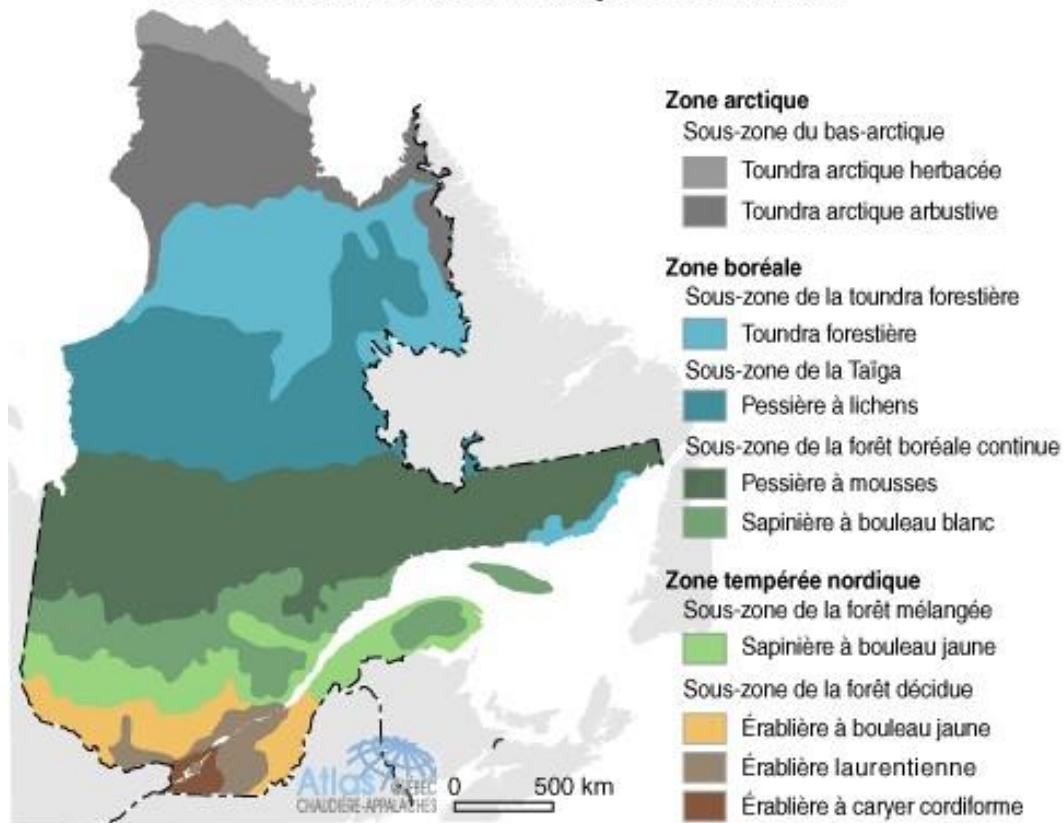 Zone arctique
Sous-zone du bas-arctique
Toundra arctique herbacée
Toundra arctique arbustive
Zone boréale
Sous-zone de la toundra forestière
Toundra forestière
Sous-zone de la Taïga
Pessière à lichens
Sous-zone de la forêt boréale continue
Pessière à mousses
Sapinière à bouleau blanc
Zone tempérée nordique
Sous-zone de la forêt mélangée
Sapinière à bouleau jaune
Sous-zone de la forêt décidue
Érablière à bouleau jaune
Érablière laurentienne
Érablière à caryer cordiforme
Atlas
QUÉBEC
CHAUDIÈRE-APPALACHES
0 500 km